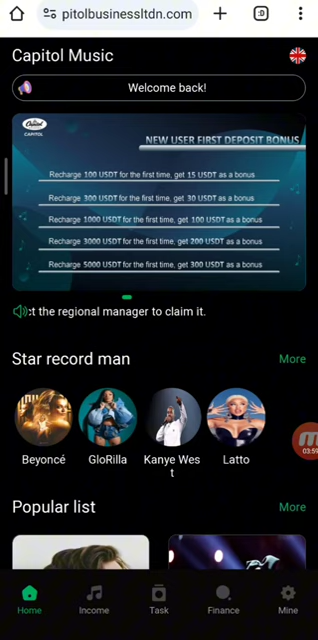 pitolbusinessltdn.com
:D
Capitol Music
Welcome back!
Capitol
CAPITOL
NEW USER FIRST DEPOSIT BONUS
Recharge 100 USDT for the first time, get 15 USDT as a bonus
Recharge 300 USDT for the first time, get 30 USDT as a bonus
Recharge 1000 USDT for the first time, get 100 USDT as a bonus
Recharge 3000 USDT for the first time, get 200 USDT as a bonus
Recharge 5000 USDT for the first time, get 300 USDT as a bonus
:t the regional manager to claim it.
Star record man
More
Beyoncé
GloRilla
Kanye Wes
t
Latto
03:59
Popular list
More
Home
Income
Task
Finance
Mine